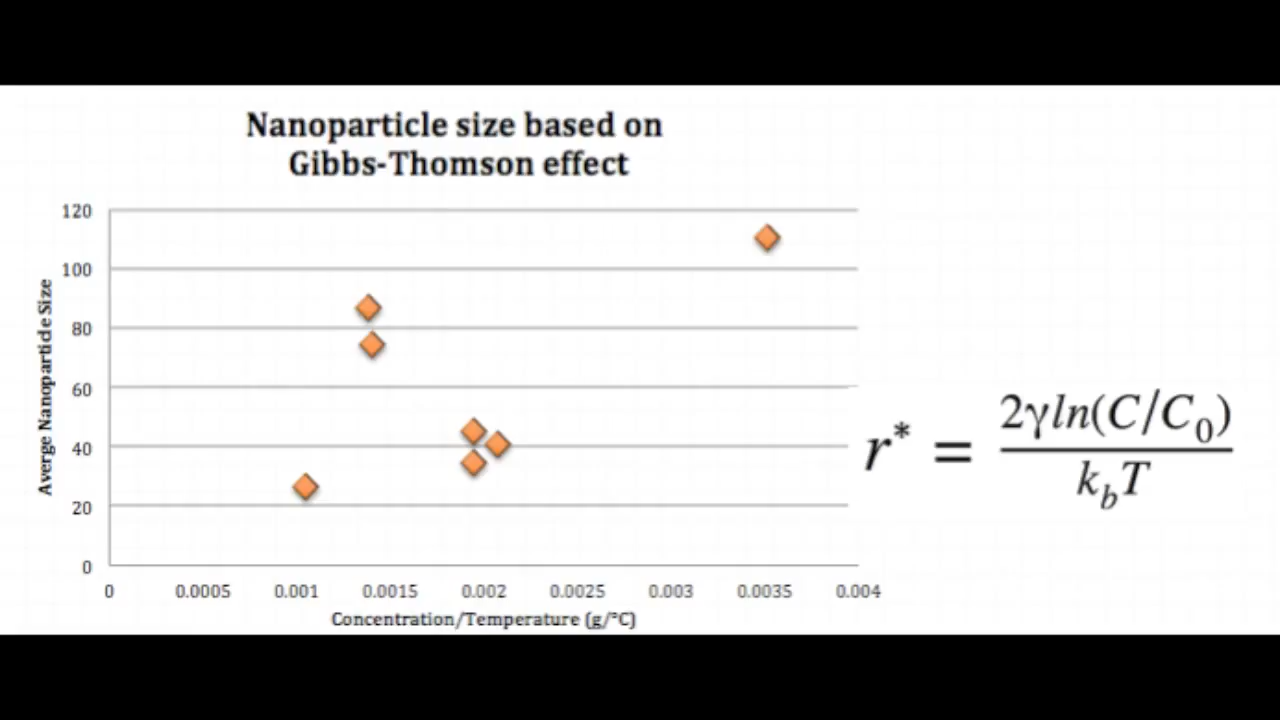 Nanoparticle size based on
Gibbs-Thomson effect
120
100
80
60
40
20
0
Averge Nanoparticle Size
0 0.0005 0.001 0.0015 0.002 0.0025 0.003 0.0035 0.004
Concentration/Temperature (g/°C)
r* = 2γln(C/C₀)
k_bT